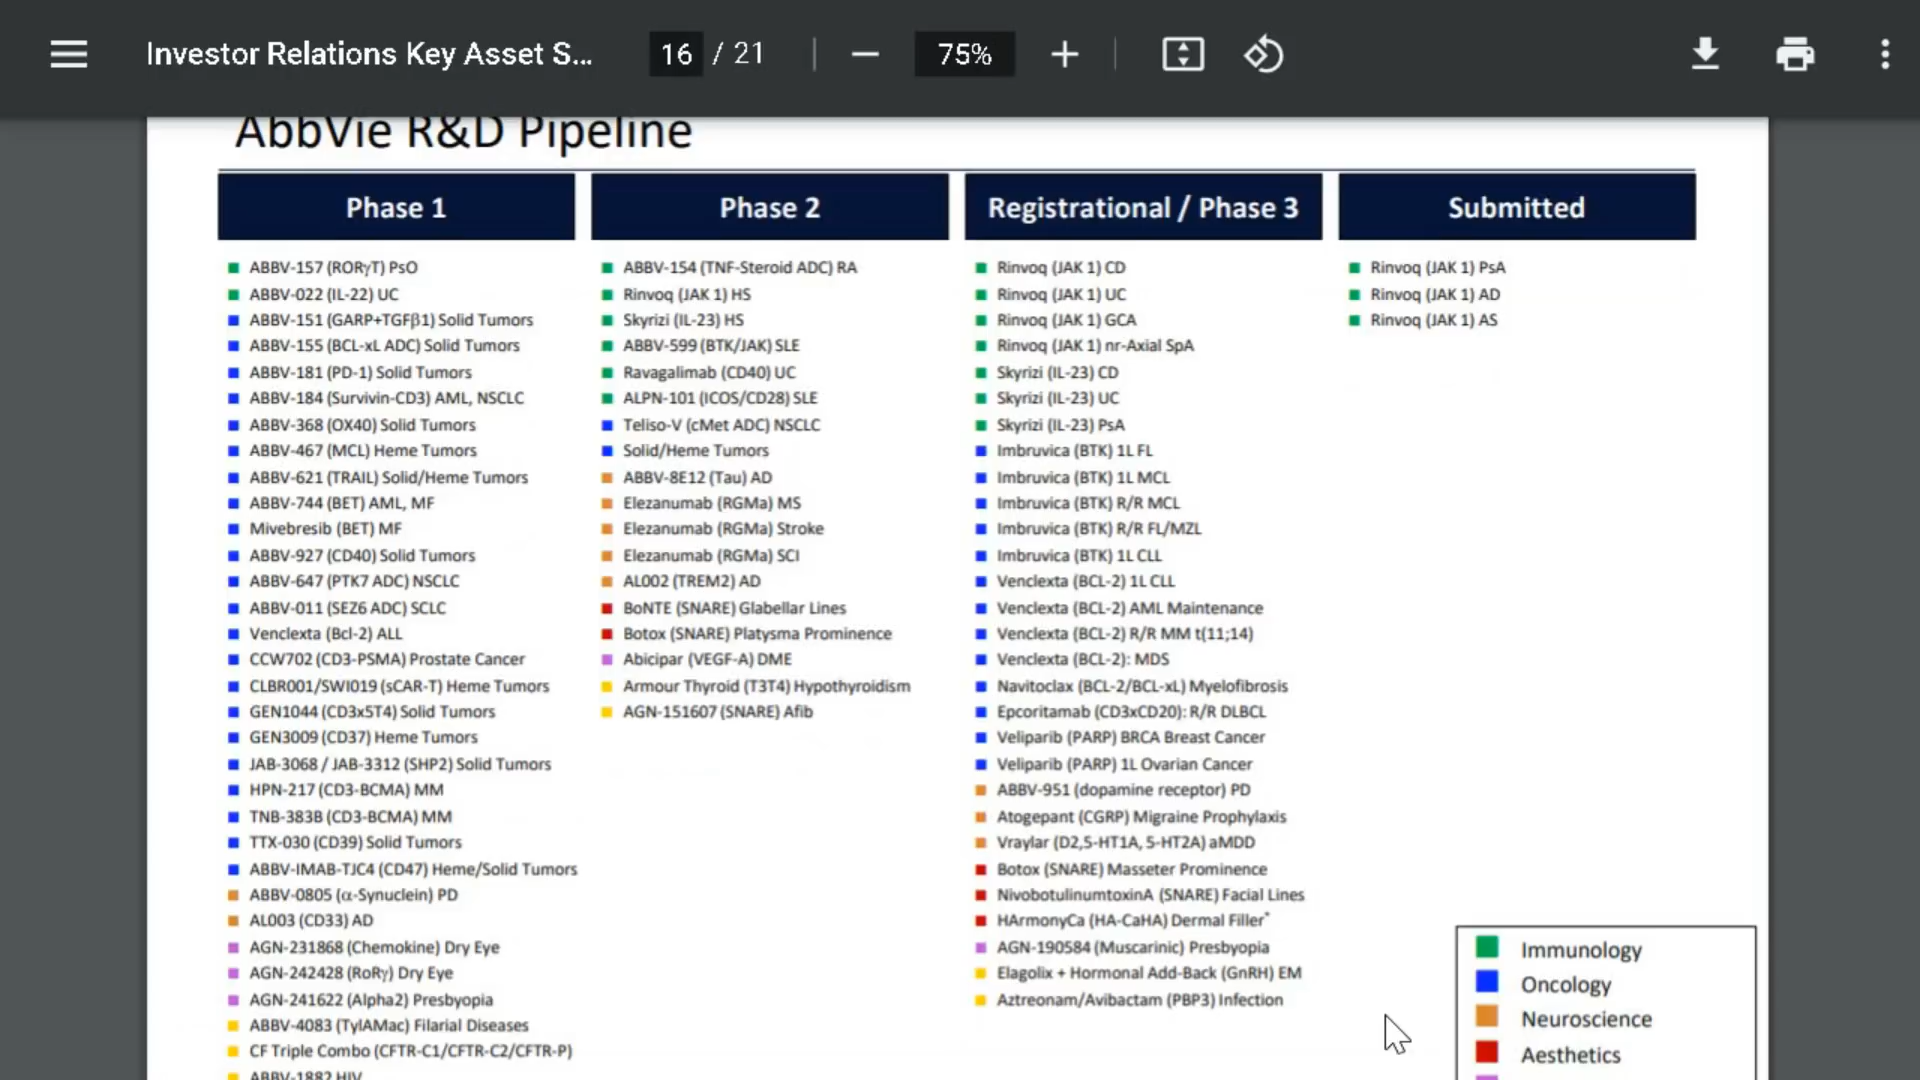 Investor Relations Key Asset S...
16 / 21
75%
AbbVie R&D Pipeline
Phase 1
ABBV-157 (RORγT) PsO
ABBV-022 (IL-22) UC
ABBV-151 (GARP+TGFβ1) Solid Tumors
ABBV-155 (BCL-xL ADC) Solid Tumors
ABBV-181 (PD-1) Solid Tumors
ABBV-184 (Survivin-CD3) AML, NSCLC
ABBV-368 (OX40) Solid Tumors
ABBV-467 (MCL) Heme Tumors
ABBV-621 (TRAIL) Solid/Heme Tumors
ABBV-744 (BET) AML, MF
Mivebresib (BET) MF
ABBV-927 (CD40) Solid Tumors
ABBV-647 (PTK7 ADC) NSCLC
ABBV-011 (SEZ6 ADC) SCLC
Venclexta (Bcl-2) ALL
CCW702 (CD3-PSMA) Prostate Cancer
CLBR001/SWI019 (sCAR-T) Heme Tumors
GEN1044 (CD3x5T4) Solid Tumors
GEN3009 (CD37) Heme Tumors
JAB-3068 / JAB-3312 (SHP2) Solid Tumors
HPN-217 (CD3-BCMA) MM
TNB-383B (CD3-BCMA) MM
TTX-030 (CD39) Solid Tumors
ABBV-IMAB-TJC4 (CD47) Heme/Solid Tumors
ABBV-0805 (α-Synuclein) PD
AL003 (CD33) AD
AGN-231868 (Chemokine) Dry Eye
AGN-242428 (RoRγ) Dry Eye
AGN-241622 (Alpha2) Presbyopia
ABBV-4083 (TylAMac) Filarial Diseases
CF Triple Combo (CFTR-C1/CFTR-C2/CFTR-P)
ABBV-1882 HIV
Phase 2
ABBV-154 (TNF-Steroid ADC) RA
Rinvoq (JAK 1) HS
Skyrizi (IL-23) HS
ABBV-599 (BTK/JAK) SLE
Ravagalimab (CD40) UC
ALPN-101 (ICOS/CD28) SLE
Teliso-V (cMet ADC) NSCLC
Solid/Heme Tumors
ABBV-8E12 (Tau) AD
Elezanumab (RGMa) MS
Elezanumab (RGMa) Stroke
Elezanumab (RGMa) SCI
AL002 (TREM2) AD
BoNTE (SNARE) Glabellar Lines
Botox (SNARE) Platysma Prominence
Abicipar (VEGF-A) DME
Armour Thyroid (T3T4) Hypothyroidism
AGN-151607 (SNARE) Afib
Registrational / Phase 3
Rinvoq (JAK 1) CD
Rinvoq (JAK 1) UC
Rinvoq (JAK 1) GCA
Rinvoq (JAK 1) nr-Axial SpA
Skyrizi (IL-23) CD
Skyrizi (IL-23) UC
Skyrizi (IL-23) PsA
Imbruvica (BTK) 1L FL
Imbruvica (BTK) 1L MCL
Imbruvica (BTK) R/R MCL
Imbruvica (BTK) R/R FL/MZL
Imbruvica (BTK) 1L CLL
Venclexta (BCL-2) 1L CLL
Venclexta (BCL-2) AML Maintenance
Venclexta (BCL-2) R/R MM t(11;14)
Venclexta (BCL-2): MDS
Navitoclax (BCL-2/BCL-xL) Myelofibrosis
Epcoritamab (CD3xCD20): R/R DLBCL
Veliparib (PARP) BRCA Breast Cancer
Veliparib (PARP) 1L Ovarian Cancer
ABBV-951 (dopamine receptor) PD
Atogepant (CGRP) Migraine Prophylaxis
Vraylar (D2,5-HT1A, 5-HT2A) aMDD
Botox (SNARE) Masseter Prominence
NivobotulinumtoxinA (SNARE) Facial Lines
HArmonyCa (HA-CaHA) Dermal Filler*
AGN-190584 (Muscarinic) Presbyopia
Elagolix + Hormonal Add-Back (GnRH) EM
Aztreonam/Avibactam (PBP3) Infection
Submitted
Rinvoq (JAK 1) PsA
Rinvoq (JAK 1) AD
Rinvoq (JAK 1) AS
Immunology
Oncology
Neuroscience
Aesthetics